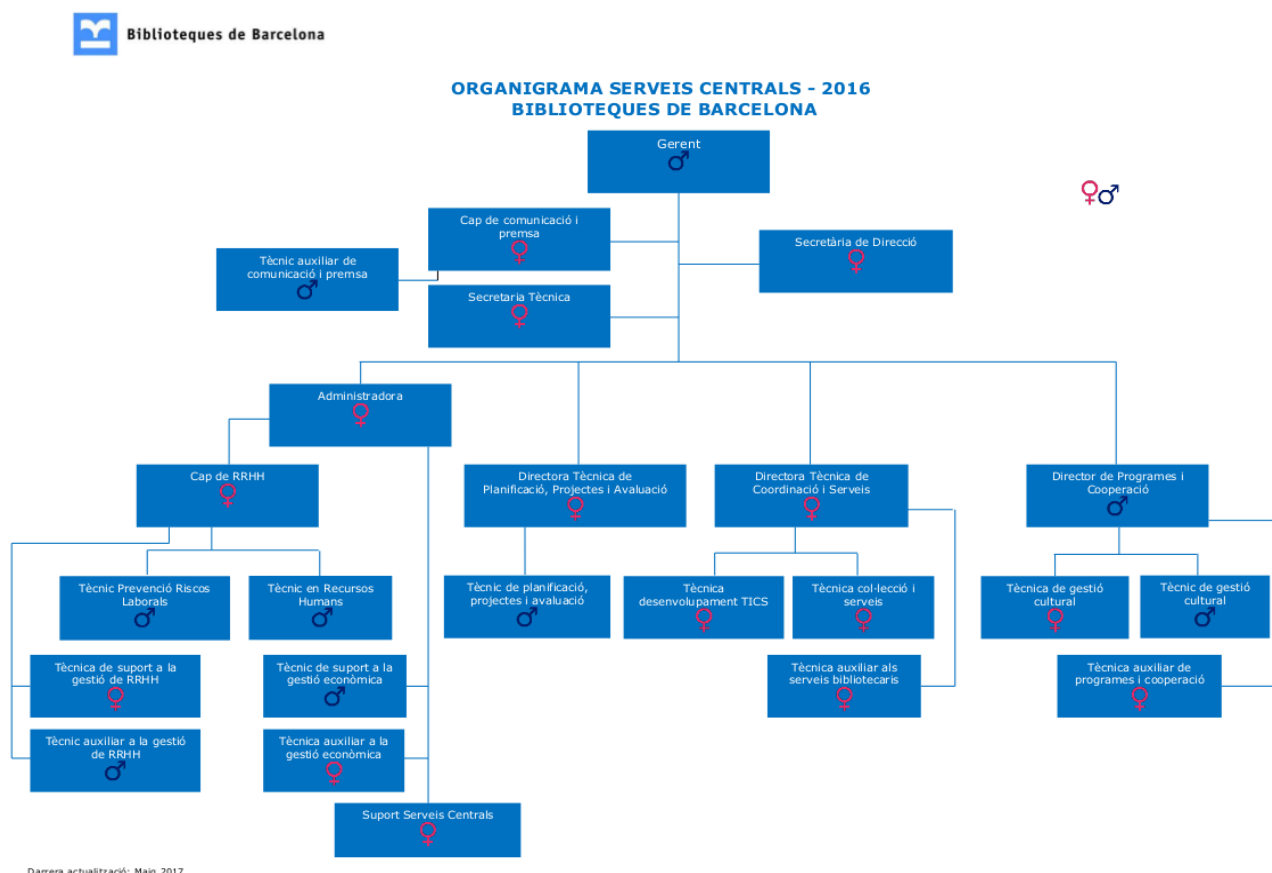 Biblioteques de Barcelona
ORGANIGRAMA SERVEIS CENTRALS - 2016
BIBLIOTEQUES DE BARCELONA
Gerent
Cap de comunicació i
premsa
Secretària de Direcció
Tècnic auxiliar de
comunicació i premsa
Secretaria Tècnica
Administradora
Cap de RRHH
Directora Tècnica de
Planificació, Projectes i Avaluació
Directora Tècnica de
Coordinació i Serveis
Director de Programes i
Cooperació
Tècnic Prevenció Riscos
Laborals
Tècnic en Recursos
Humans
Tècnic de planificació,
projectes i avaluació
Tècnica
desenvolupament TICS
Tècnica col·lecció i
serveis
Tècnica de gestió
cultural
Tècnic de gestió
cultural
Tècnica de suport a la
gestió de RRHH
Tècnic de suport a la
gestió econòmica
Tècnica auxiliar als
serveis bibliotecaris
Tècnica auxiliar de
programes i cooperació
Tècnic auxiliar a la gestió
de RRHH
Tècnica auxiliar a la
gestió econòmica
Suport Serveis Centrals
Darrera actualització: Maig 2017